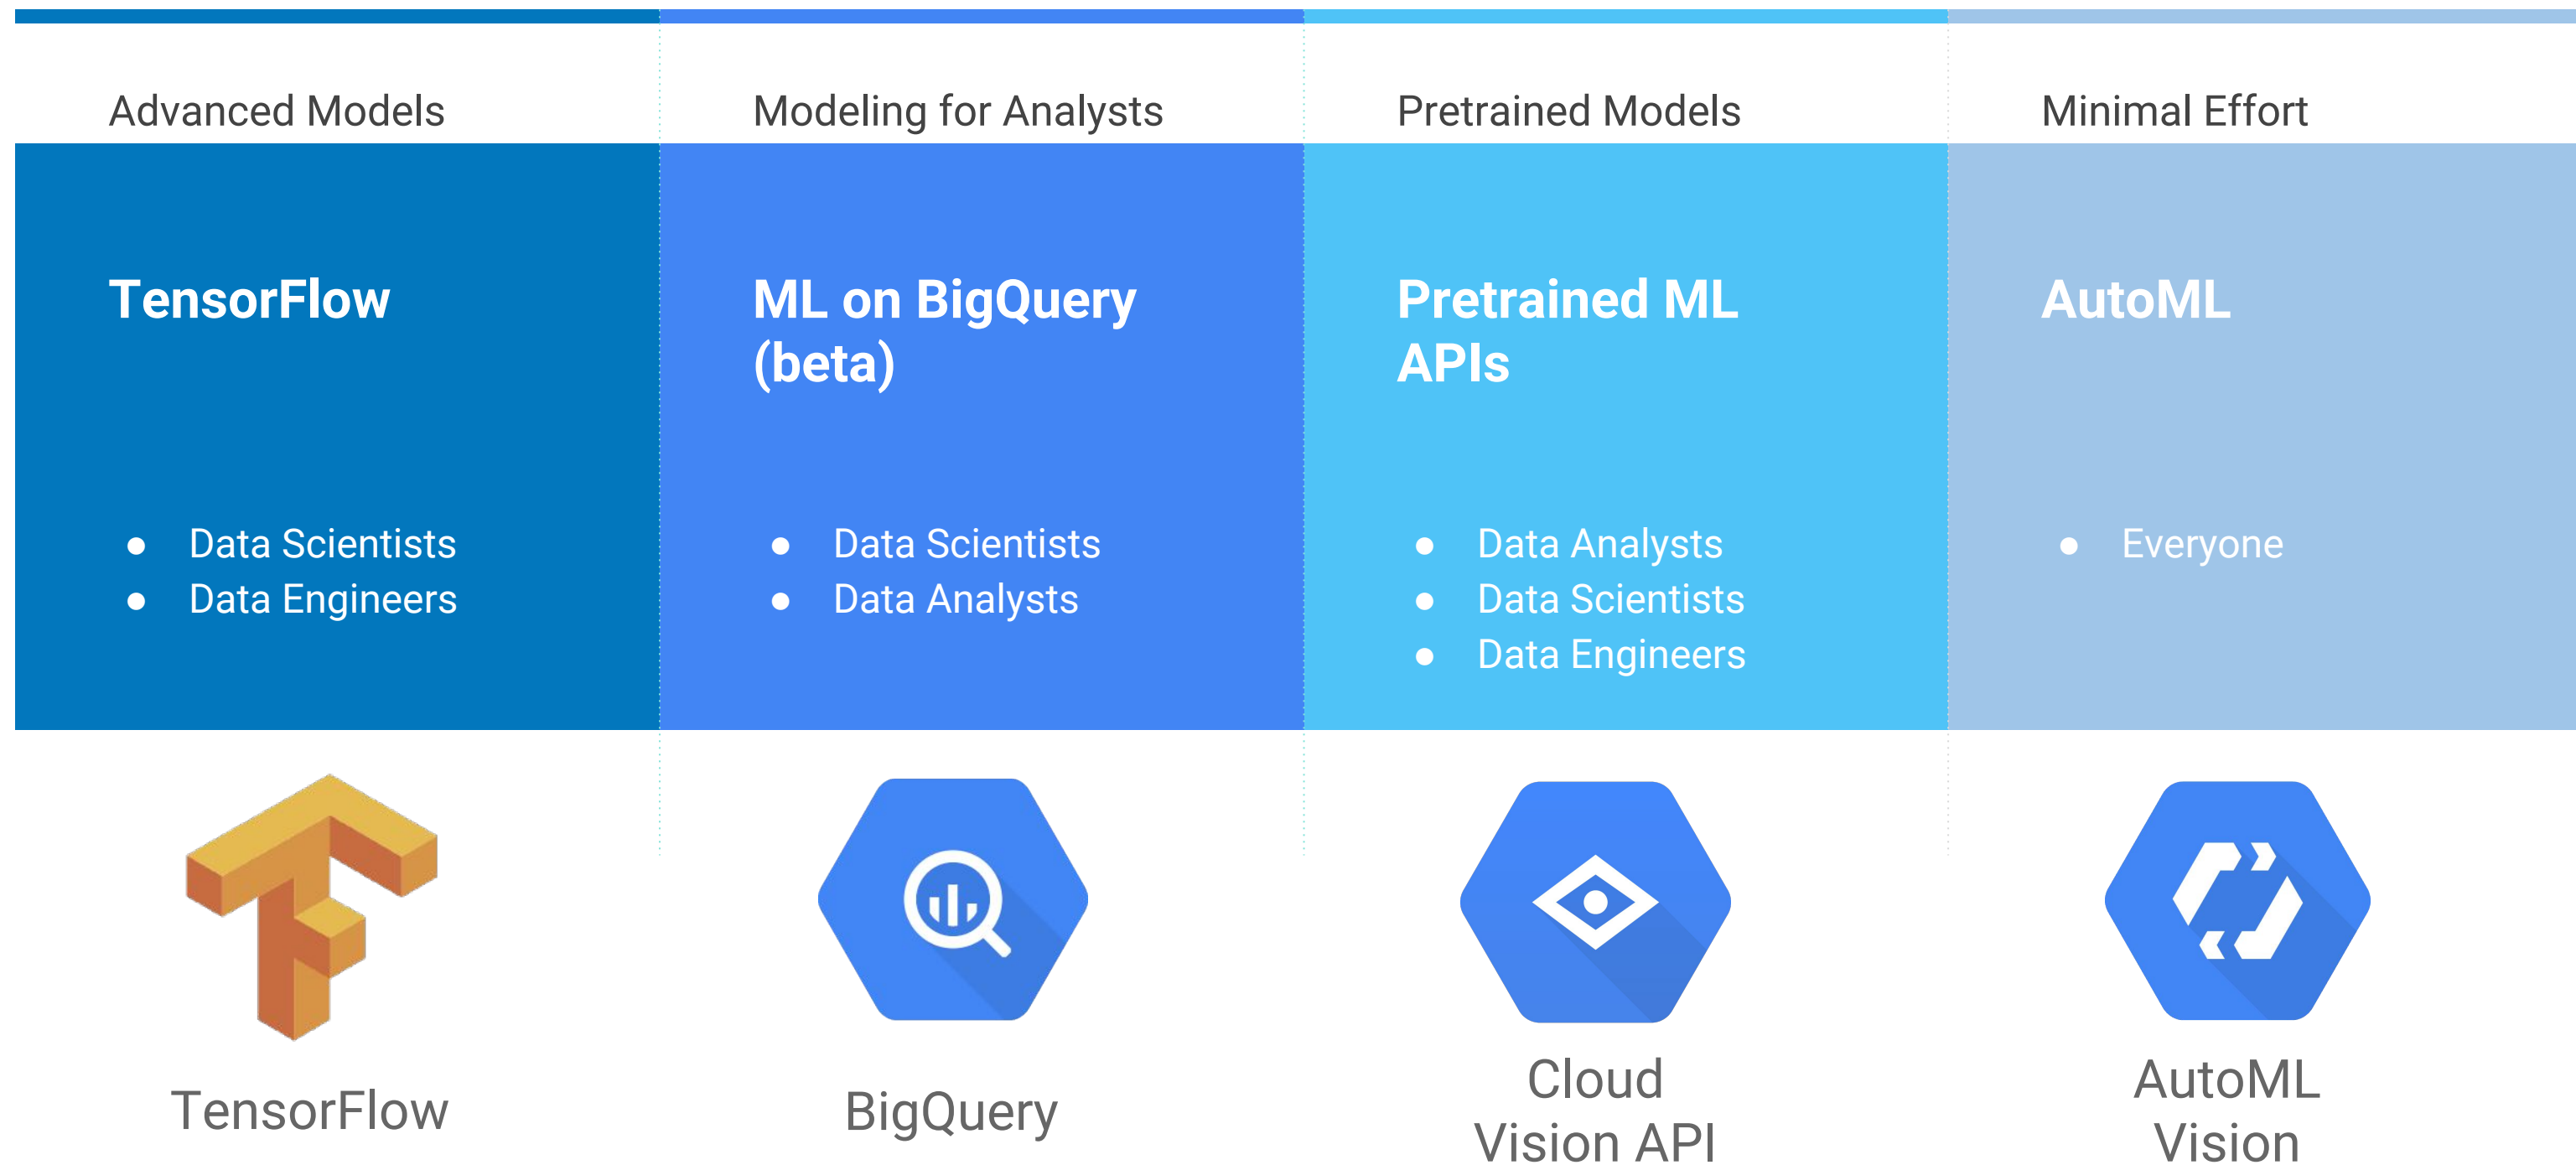 Advanced Models
Modeling for Analysts
Pretrained Models
Minimal Effort
TensorFlow
ML on BigQuery
(beta)
Pretrained ML
APIs
AutoML
● Data Scientists
● Data Engineers
● Data Scientists
● Data Analysts
● Data Analysts
● Data Scientists
● Data Engineers
● Everyone
TensorFlow
BigQuery
Cloud
Vision API
AutoML
Vision